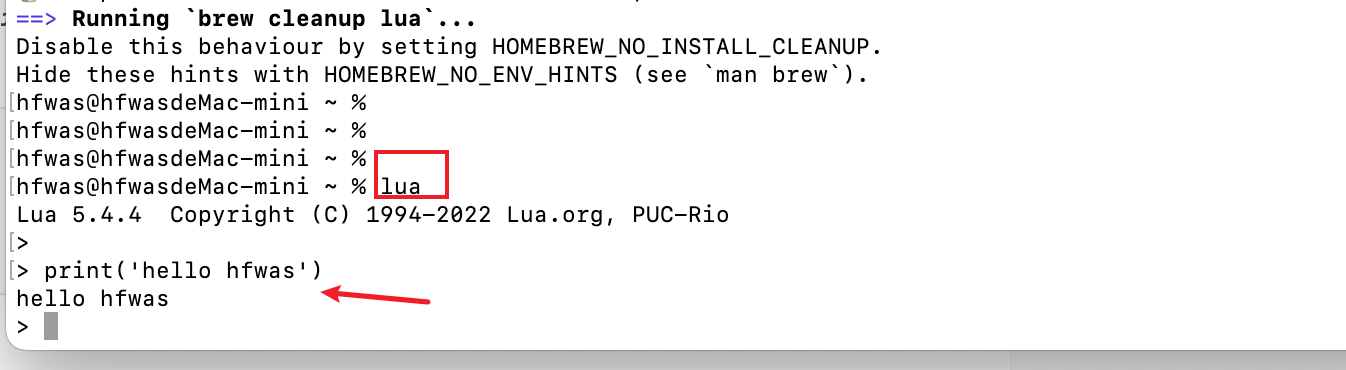 ==> Running `brew cleanup lua`...
Disable this behaviour by setting HOMEBREW_NO_INSTALL_CLEANUP.
Hide these hints with HOMEBREW_NO_ENV_HINTS (see `man brew`).
[hfwas@hfwasdeMac-mini ~ %
[hfwas@hfwasdeMac-mini ~ %
[hfwas@hfwasdeMac-mini ~ %
[hfwas@hfwasdeMac-mini ~ % lua
Lua 5.4.4  Copyright (C) 1994-2022 Lua.org, PUC-Rio
[>
[> print('hello hfwas')
hello hfwas
>